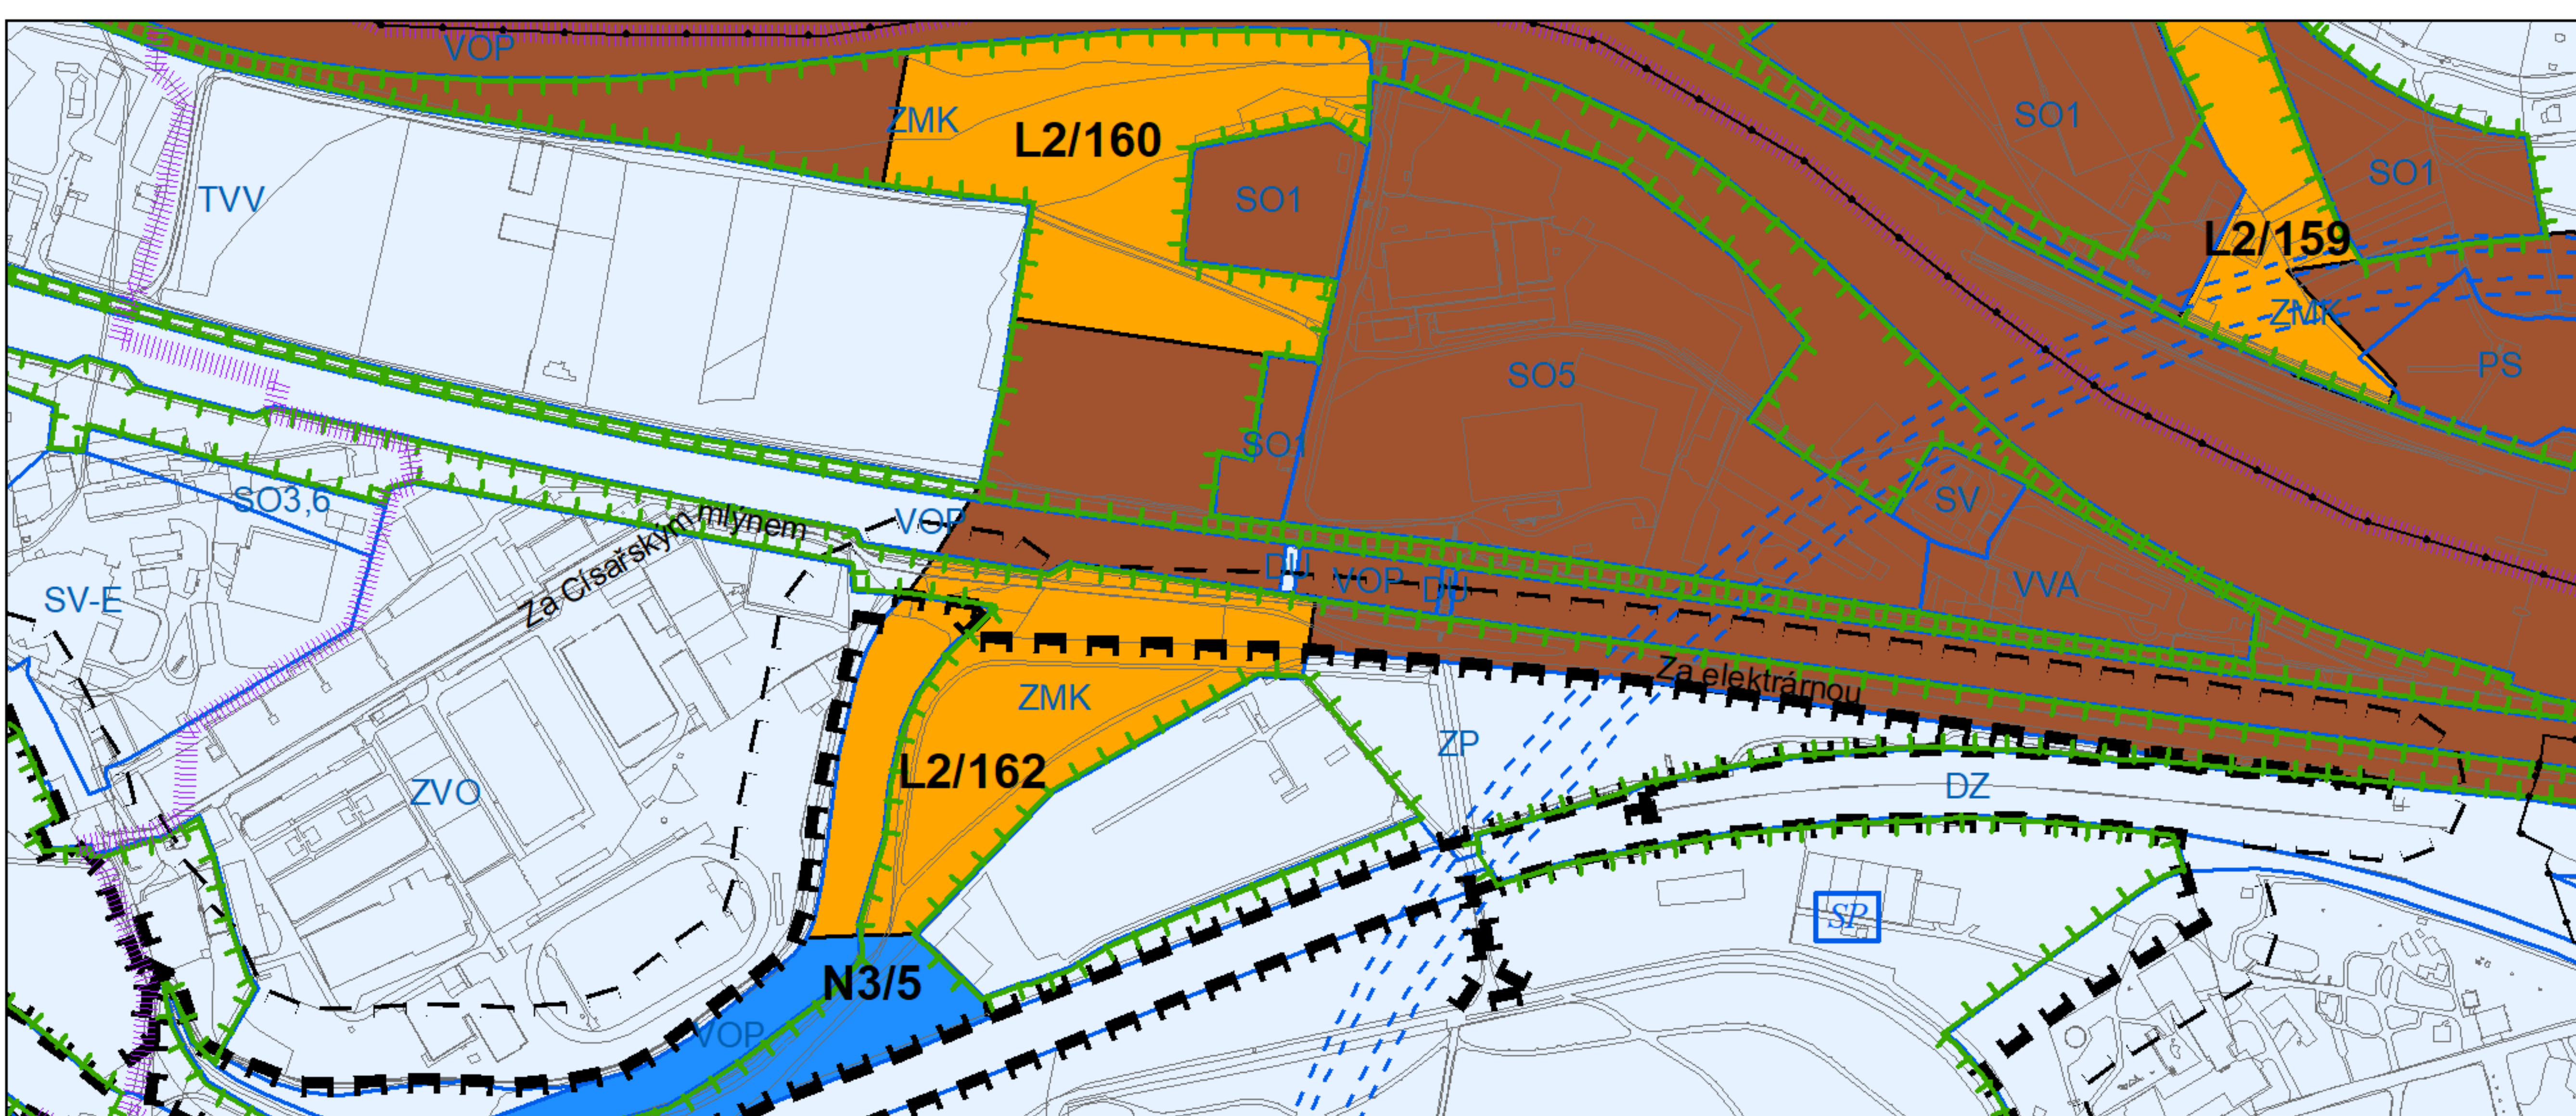 VOP
ZMK
L2/160
SO1
SO1
SO1
TVV
L2/159
ZMK
PS
SO5
SO1
SO3,6
Za Císařským mlýnem
VOP
SV
SV-E
DU
VOP
DU
VVA
Za elektrárnou
ZMK
ZP
L2/162
DZ
ZVO
SP
N3/5
VOP